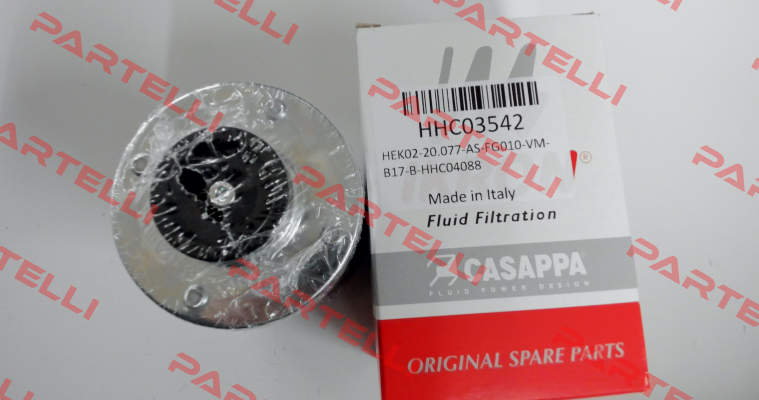 HHC03542
HEK02-20.077-AS-FG010-VM-
B17-B-HHC04088
®
Made in Italy
Fluid Filtration
CASAPPA
FLUID POWER DESIGN
ORIGINAL SPARE PARTS
PARTELLI
PARTELLI
PARTELLI
PARTELLI
PARTELLI
PARTELLI
PARTELLI